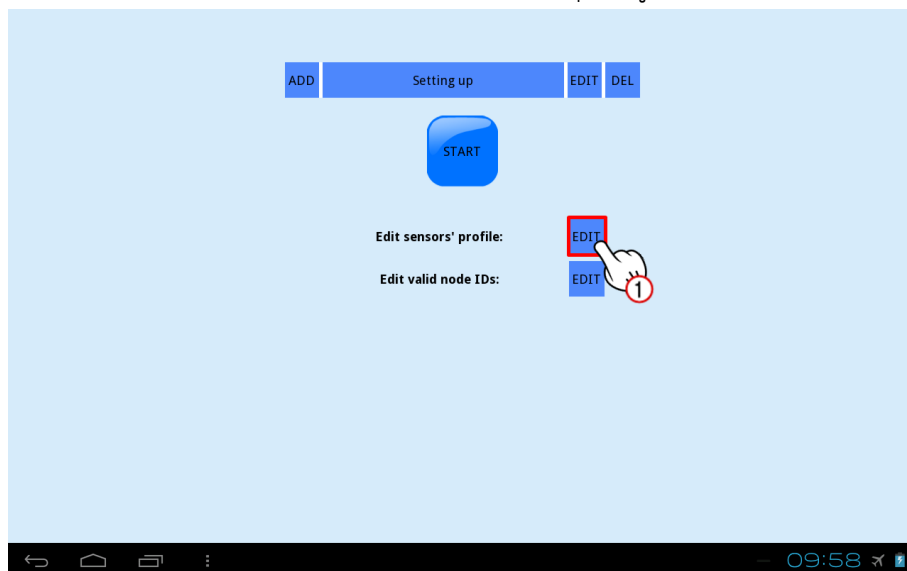 ADD Setting up EDIT DEL
START
Edit sensors' profile: EDIT
Edit valid node IDs: EDIT
1
09:58